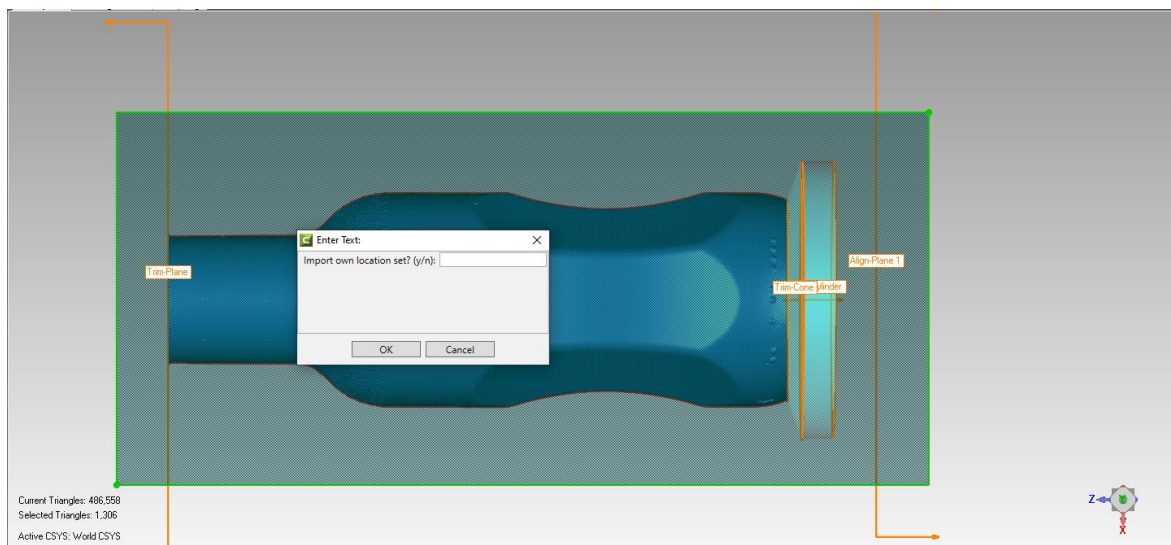 Enter Text:
Import own location set? (y/n):
OK
Cancel
Trim-Plane
Align-Plane 1
Trim-Cone
ylinder
Current Triangles: 486,558
Selected Triangles: 1,306
Active CSYS: World CSYS
Z
X